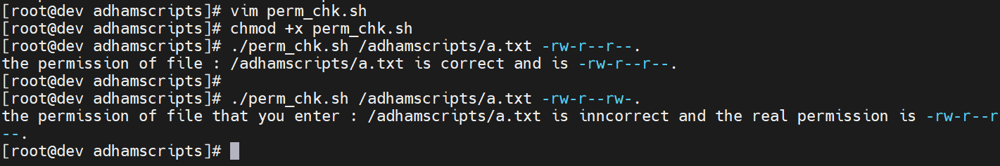 [root@dev adhamscripts]# vim perm_chk.sh
[root@dev adhamscripts]# chmod +x perm_chk.sh
[root@dev adhamscripts]# ./perm_chk.sh /adhamscripts/a.txt -rw-r--r--.
the permission of file : /adhamscripts/a.txt is correct and is -rw-r--r--.
[root@dev adhamscripts]#
[root@dev adhamscripts]# ./perm_chk.sh /adhamscripts/a.txt -rw-r--rw-.
the permission of file that you enter : /adhamscripts/a.txt is inncorrect and the real permission is -rw-r--r
--.
[root@dev adhamscripts]#